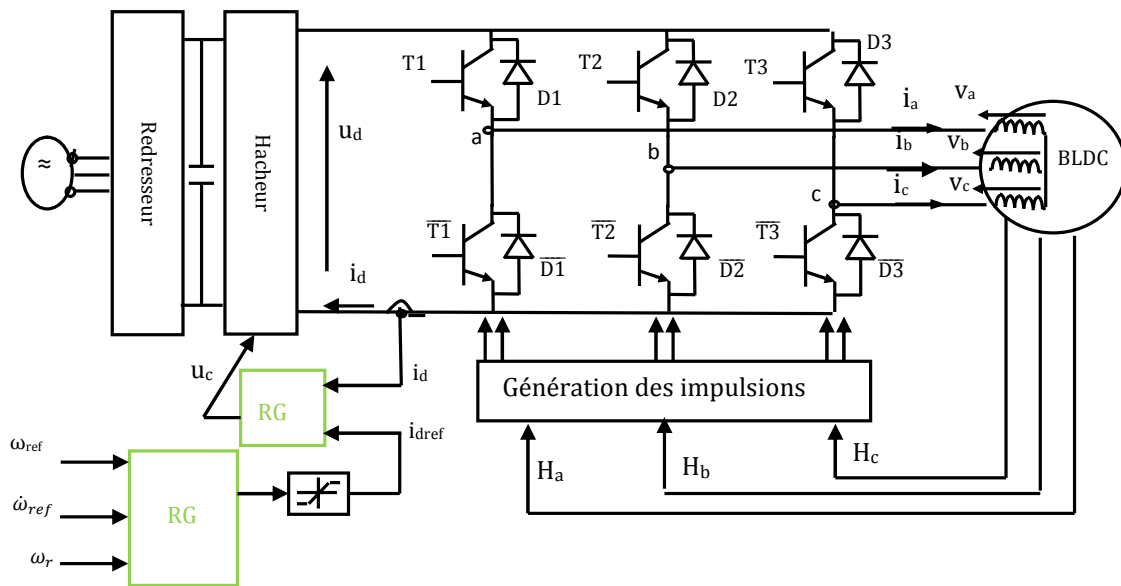 ≈
Redresseur
Hacheur
u_d
i_d
T1
D1
T2
D2
T3
D3
a
b
c
i_a
v_a
i_b
v_b
i_c
v_c
BLDC
T̅1̅
D̅1̅
T̅2̅
D̅2̅
T̅3̅
D̅3̅
u_c
RG
i_d
i_dref
Génération des impulsions
H_a
H_b
H_c
ω_ref
ω̇_ref
ω_r
RG